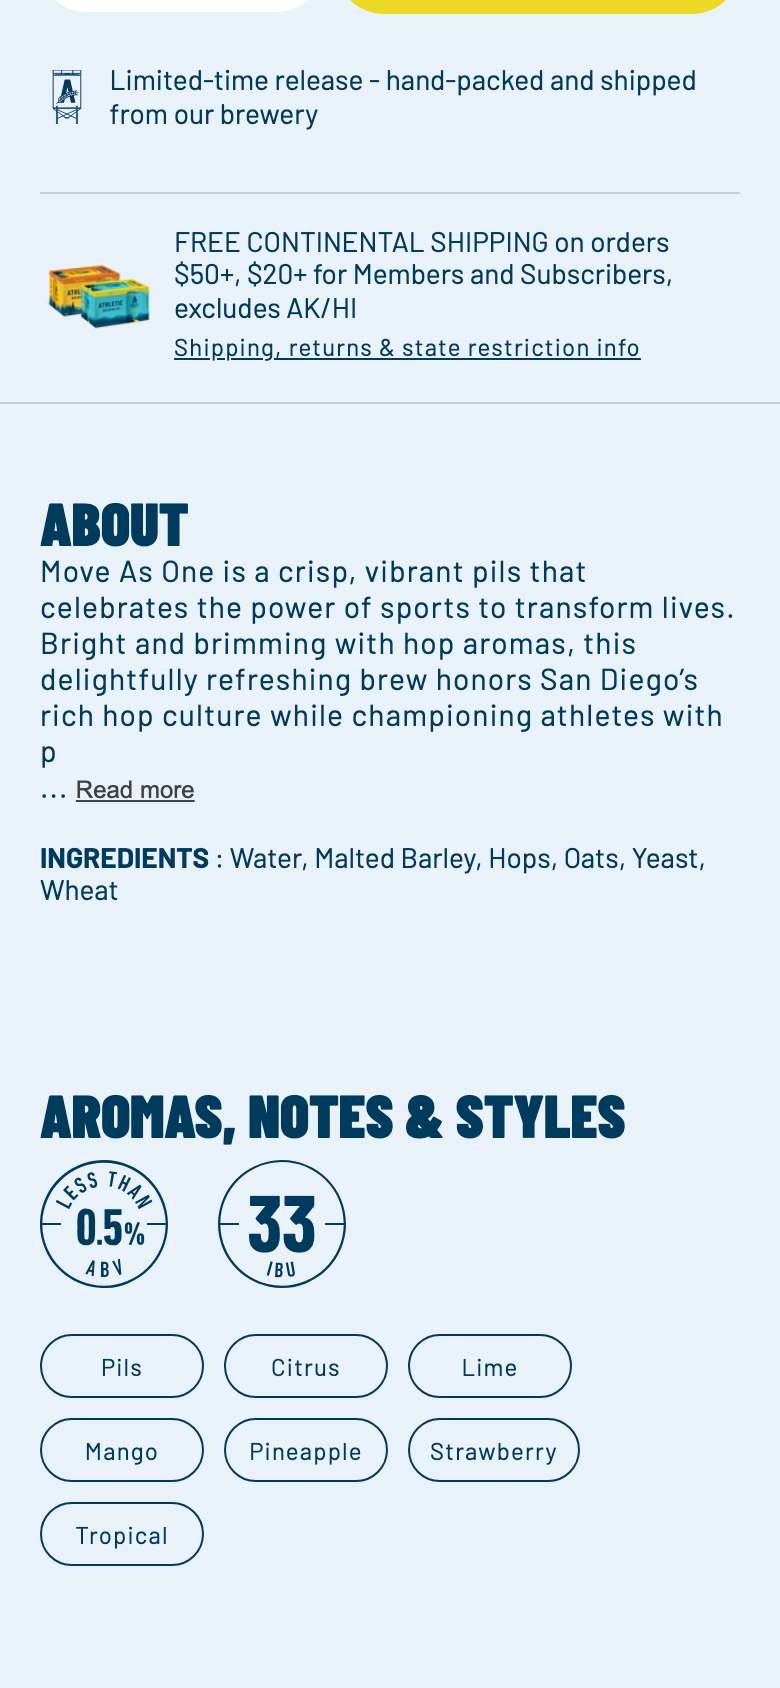 Limited-time release - hand-packed and shipped
from our brewery
FREE CONTINENTAL SHIPPING on orders
$50+, $20+ for Members and Subscribers,
excludes AK/HI
ATHLETIC
Shipping, returns & state restriction info
ABOUT
Move As One is a crisp, vibrant pils that
celebrates the power of sports to transform lives.
Bright and brimming with hop aromas, this
delightfully refreshing brew honors San Diego’s
rich hop culture while championing athletes with
p
... Read more
INGREDIENTS : Water, Malted Barley, Hops, Oats, Yeast,
Wheat
AROMAS, NOTES & STYLES
LESS THAN
0.5%
ABV
33
IBU
Pils
Citrus
Lime
Mango
Pineapple
Strawberry
Tropical